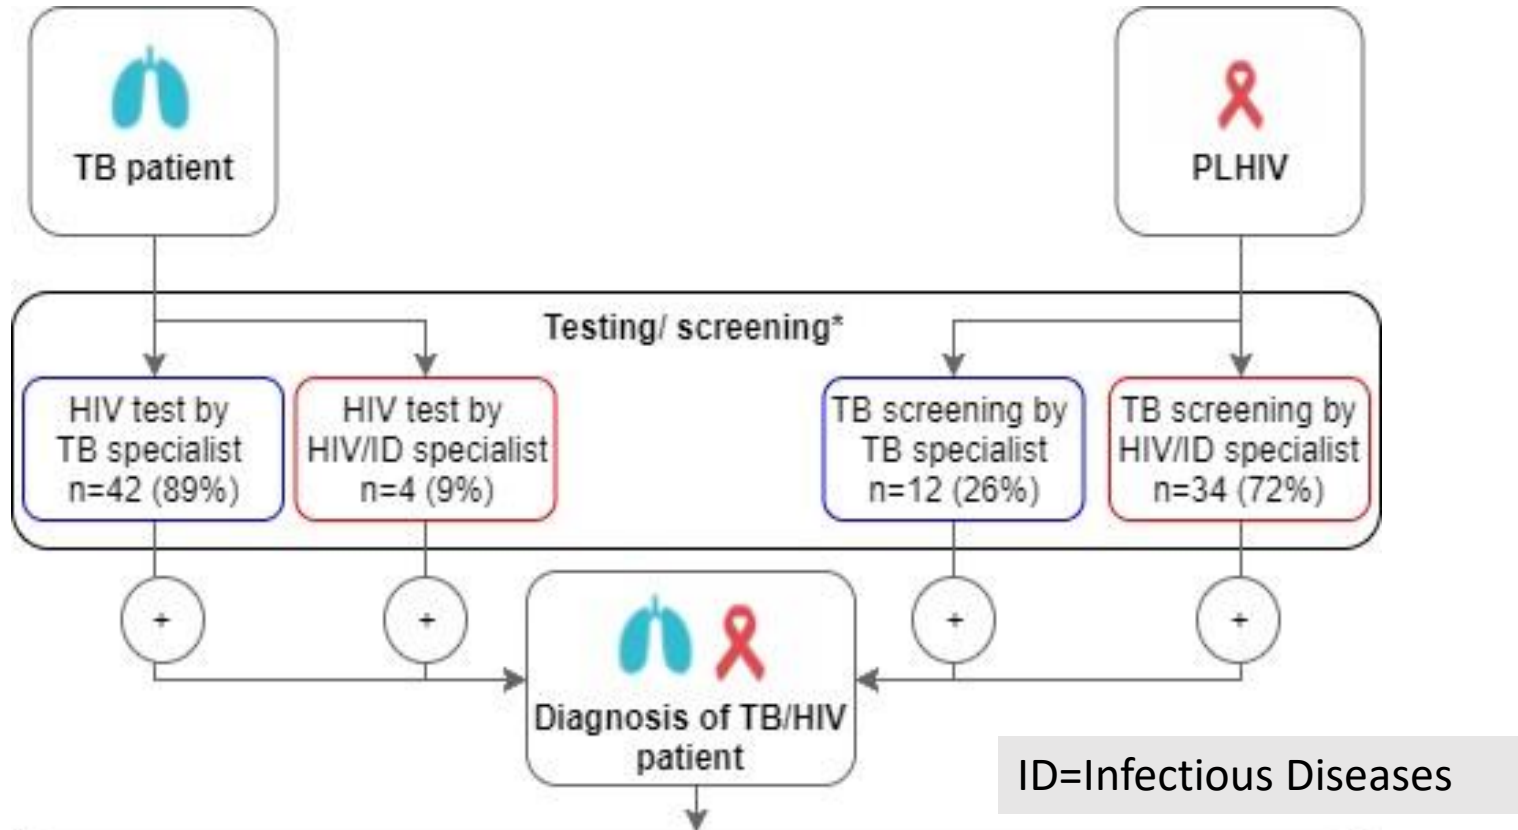 TB patient
PLHIV
Testing/ screening*
HIV test by
TB specialist
n=42 (89%)
HIV test by
HIV/ID specialist
n=4 (9%)
TB screening by
TB specialist
n=12 (26%)
TB screening by
HIV/ID specialist
n=34 (72%)
+
+
+
+
Diagnosis of TB/HIV
patient
ID=Infectious Diseases